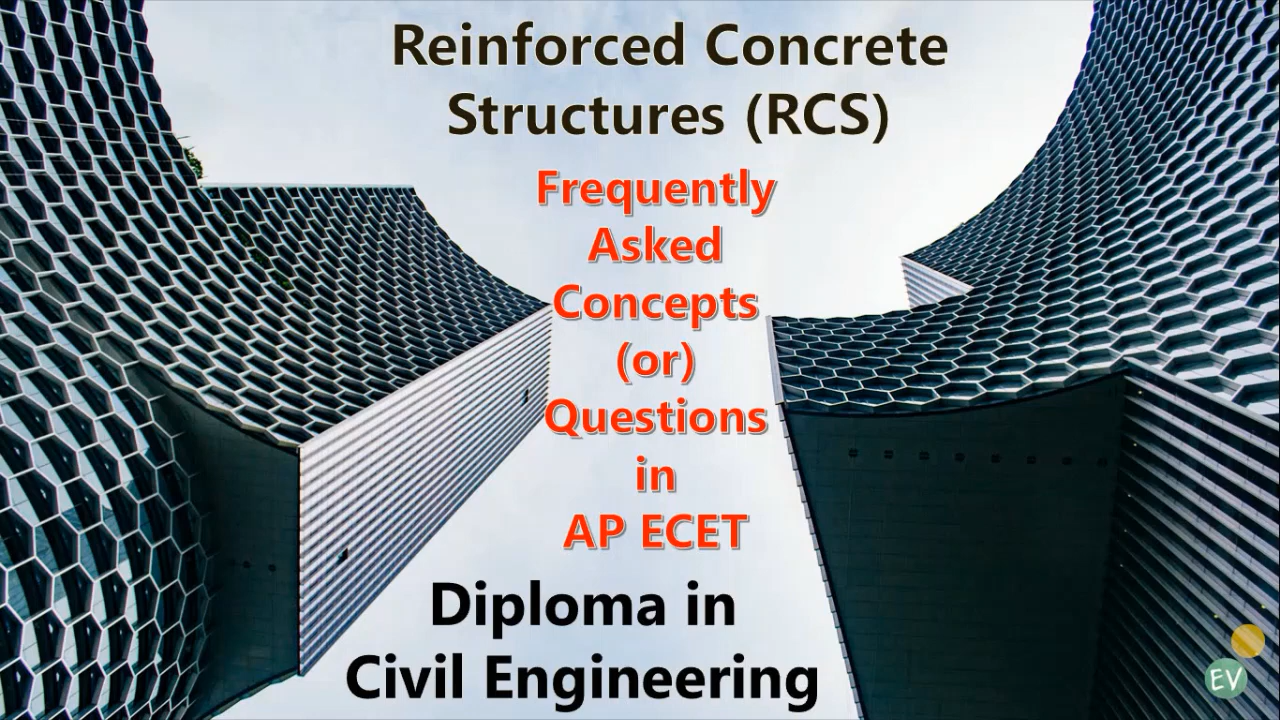 Reinforced Concrete
Structures (RCS)
Frequently
Asked
Concepts
(or)
Questions
in
AP ECET
Diploma in
Civil Engineering
EV